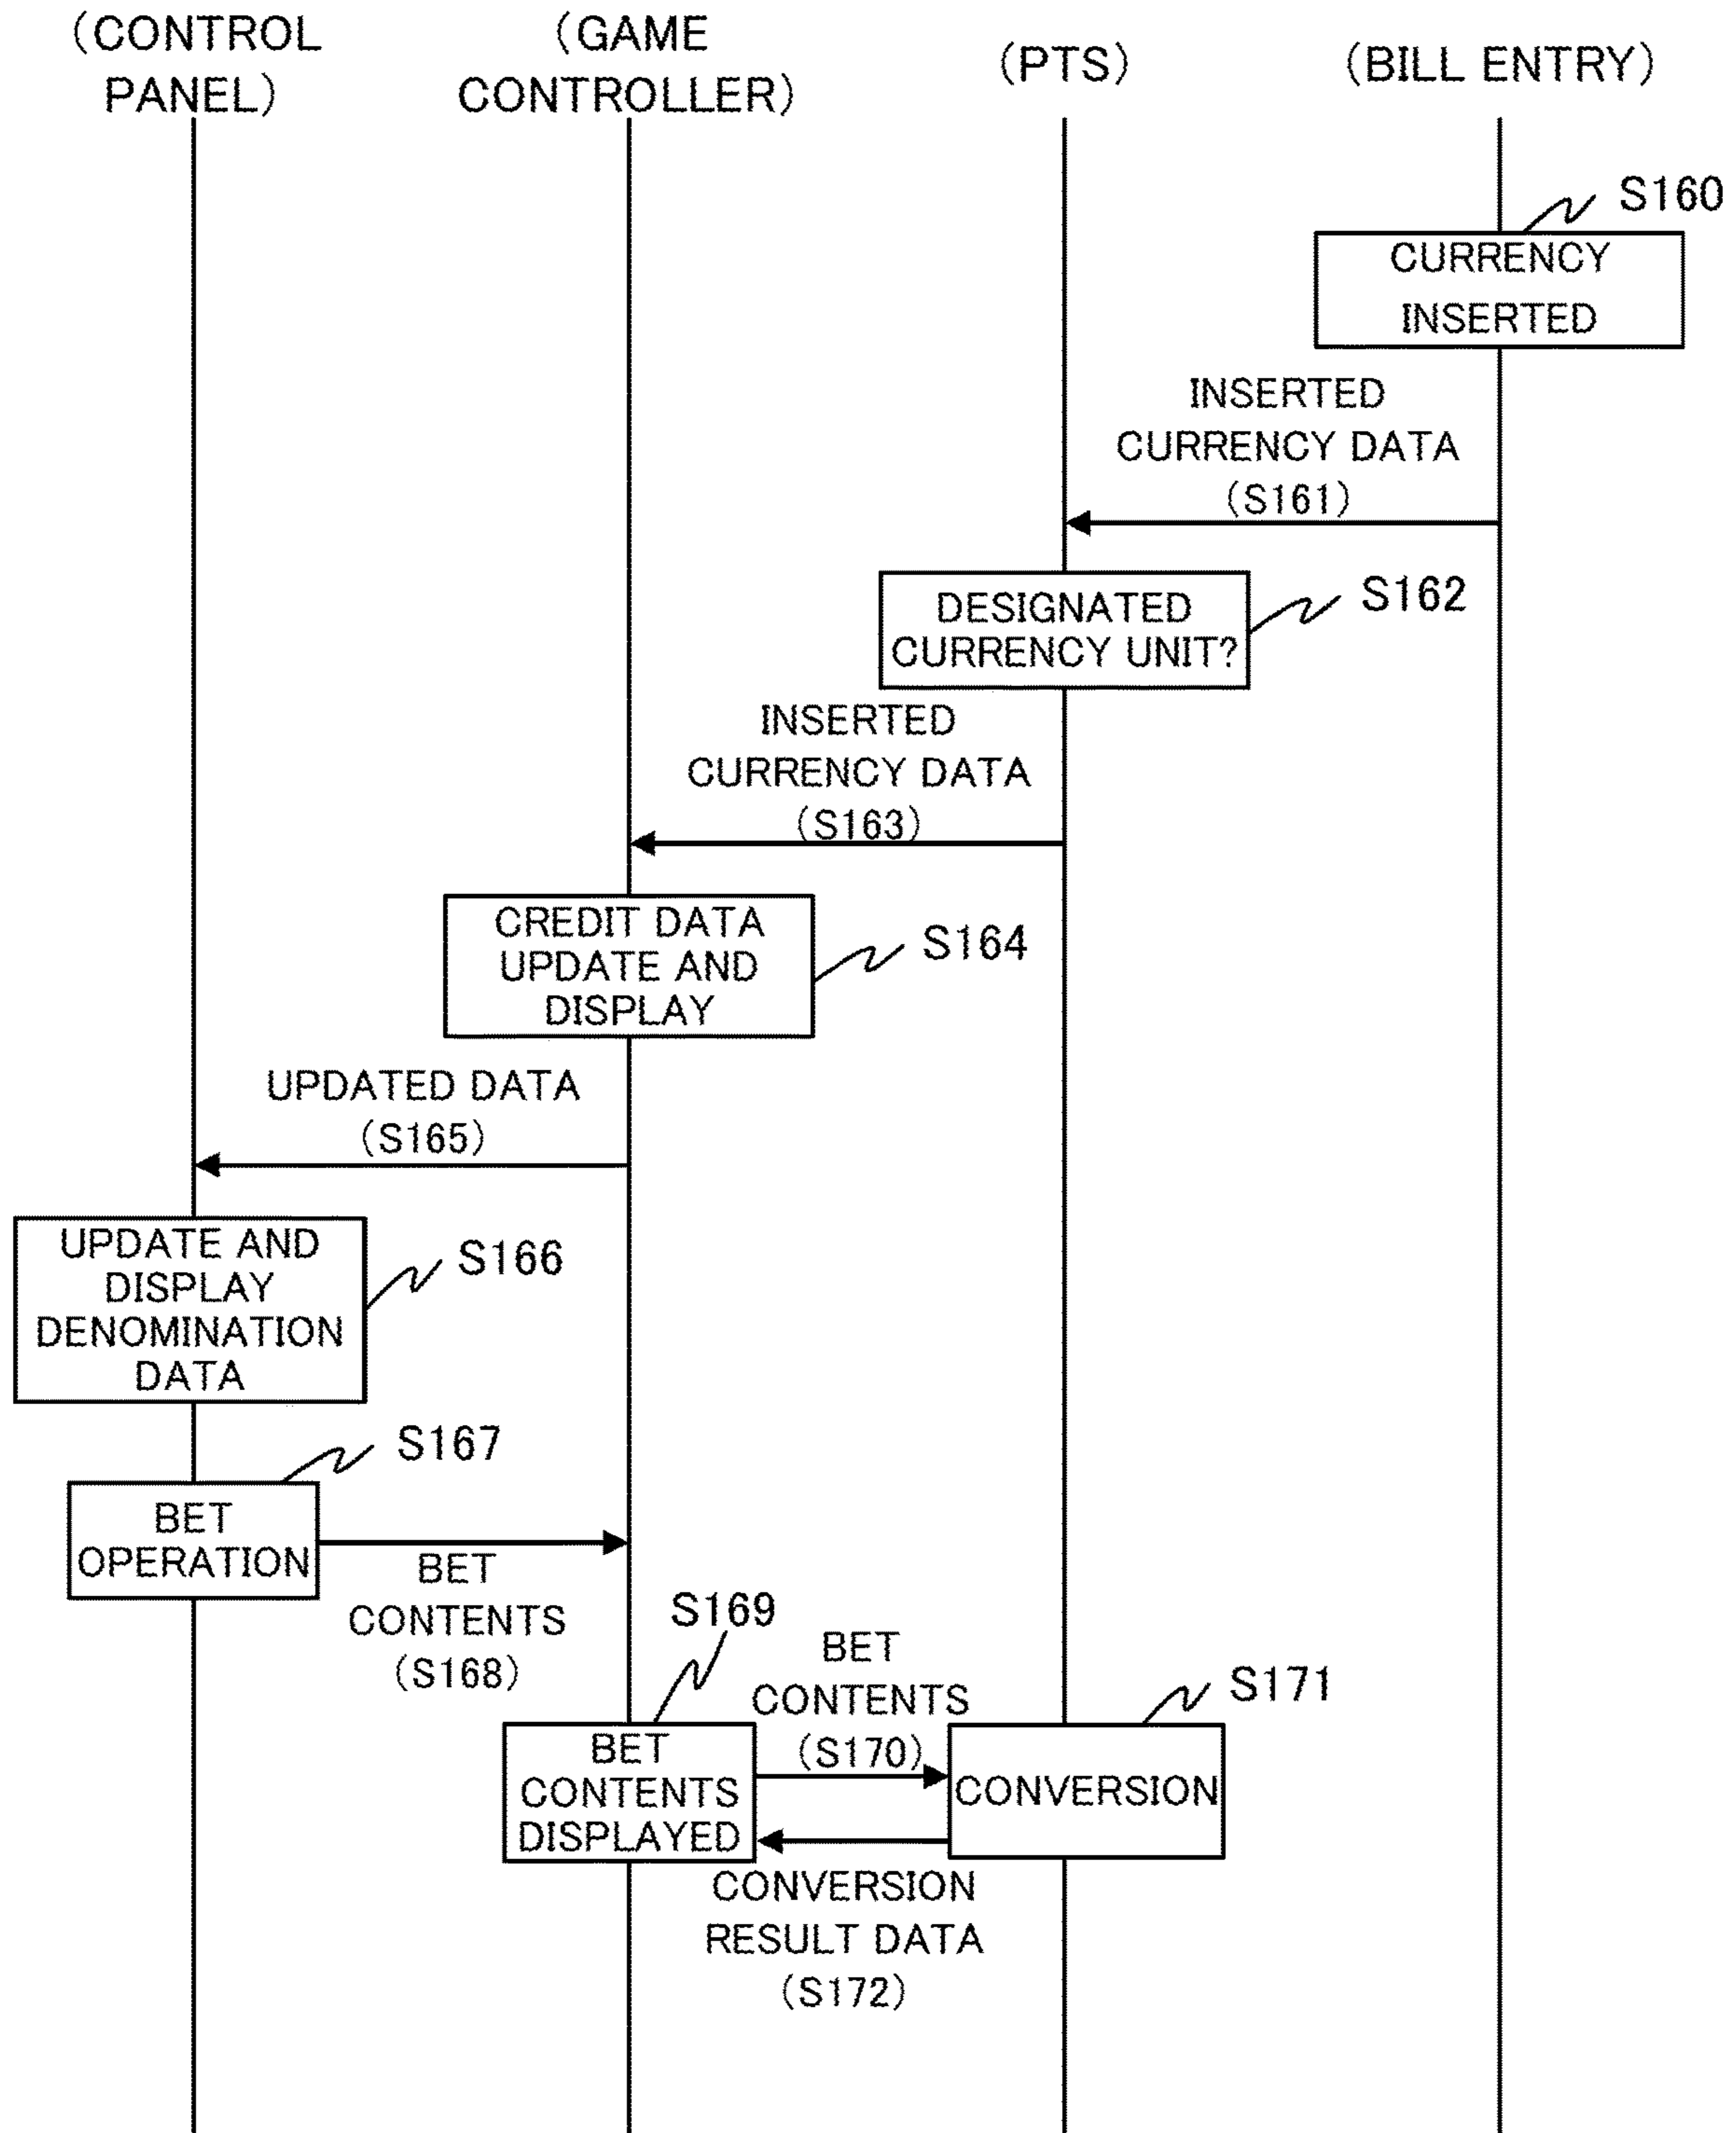 (CONTROL
PANEL)
(GAME
CONTROLLER)
(PTS)
(BILL ENTRY)
S160
CURRENCY
INSERTED
INSERTED
CURRENCY DATA
(S161)
DESIGNATED
CURRENCY UNIT?
S162
INSERTED
CURRENCY DATA
(S163)
CREDIT DATA
UPDATE AND
DISPLAY
S164
UPDATED DATA
(S165)
UPDATE AND
DISPLAY
DENOMINATION
DATA
S166
S167
BET
OPERATION
BET
CONTENTS
(S168)
S169
BET
CONTENTS
DISPLAYED
BET
CONTENTS
(S170)
S171
CONVERSION
CONVERSION
RESULT DATA
(S172)